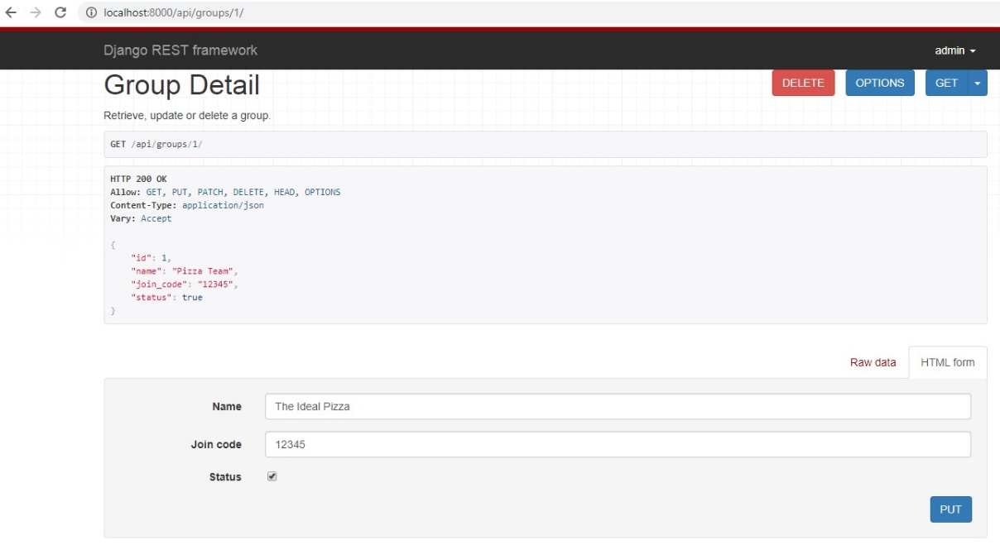 localhost:8000/api/groups/1/
Django REST framework
admin
Group Detail
DELETE
OPTIONS
GET
Retrieve, update or delete a group.
GET /api/groups/1/
HTTP 200 OK
Allow: GET, PUT, PATCH, DELETE, HEAD, OPTIONS
Content-Type: application/json
Vary: Accept
{
"id": 1,
"name": "Pizza Team",
"join_code": "12345",
"status": true
}
Raw data
HTML form
Name
The Ideal Pizza
Join code
12345
Status
PUT